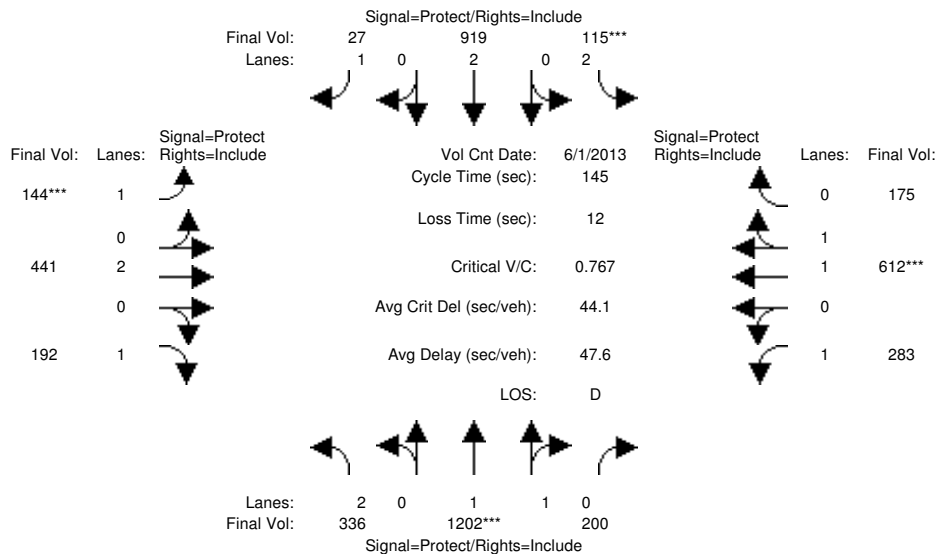 Signal=Protect/Rights=Include
Final Vol: 27 919 115***
Lanes: 1 0 2 0 2
Signal=Protect
Final Vol: Lanes: Rights=Include
Vol Cnt Date: 6/1/2013
Signal=Protect
Rights=Include Lanes: Final Vol:
Cycle Time (sec): 145
144*** 1
0 175
Loss Time (sec): 12
0
1
441 2
Critical V/C: 0.767
1 612***
0
Avg Crit Del (sec/veh): 44.1
0
192 1
Avg Delay (sec/veh): 47.6
1 283
LOS: D
Lanes: 2 0 1 1 0
Final Vol: 336 1202*** 200
Signal=Protect/Rights=Include